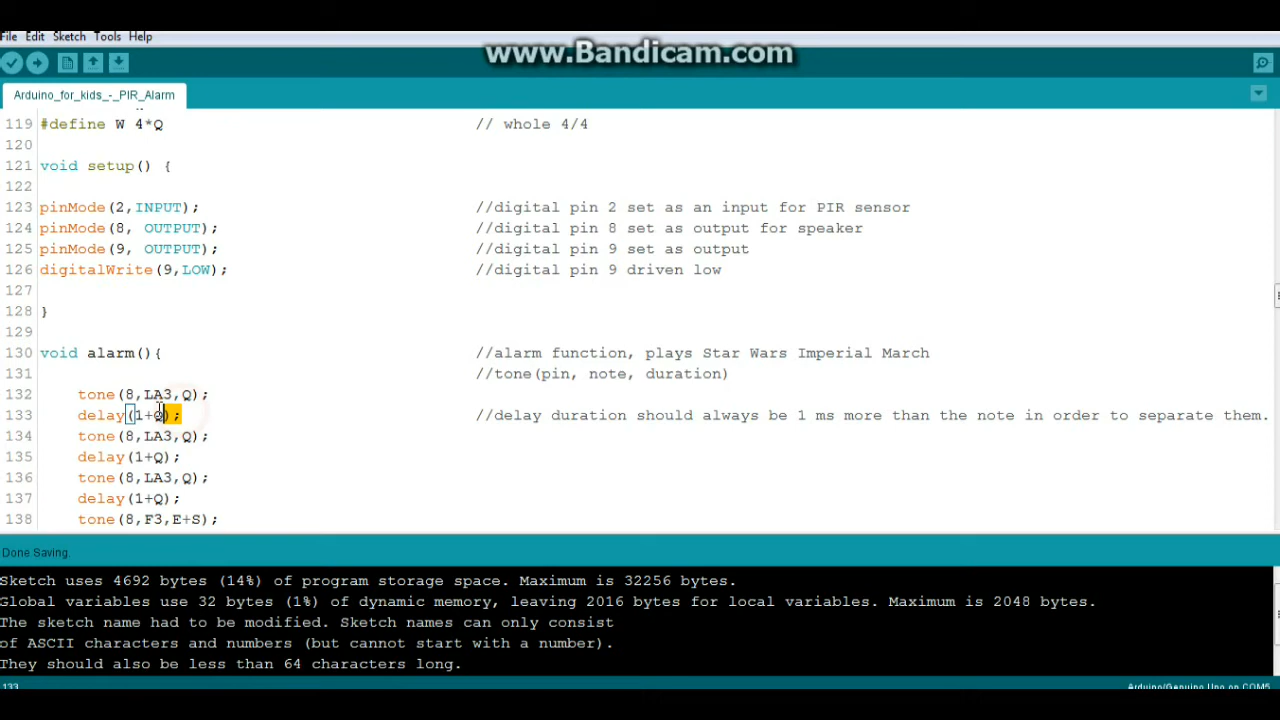 www.Bandicam.com
File Edit Sketch Tools Help
Arduino_for_kids_-_PIR_Alarm
119 #define W 4*Q // whole 4/4
120
121 void setup() {
122
123 pinMode(2,INPUT); //digital pin 2 set as an input for PIR sensor
124 pinMode(8, OUTPUT); //digital pin 8 set as output for speaker
125 pinMode(9, OUTPUT); //digital pin 9 set as output
126 digitalWrite(9,LOW); //digital pin 9 driven low
127
128 }
129
130 void alarm(){ //alarm function, plays Star Wars Imperial March
131 //tone(pin, note, duration)
132 tone(8,LA3,Q);
133 delay(1+Q); //delay duration should always be 1 ms more than the note in order to separate them.
134 tone(8,LA3,Q);
135 delay(1+Q);
136 tone(8,LA3,Q);
137 delay(1+Q);
138 tone(8,F3,E+S);
Done Saving.
Sketch uses 4692 bytes (14%) of program storage space. Maximum is 32256 bytes.
Global variables use 32 bytes (1%) of dynamic memory, leaving 2016 bytes for local variables. Maximum is 2048 bytes.
The sketch name had to be modified. Sketch names can only consist
of ASCII characters and numbers (but cannot start with a number).
They should also be less than 64 characters long.
133 Arduino/Genuino Uno on COM5